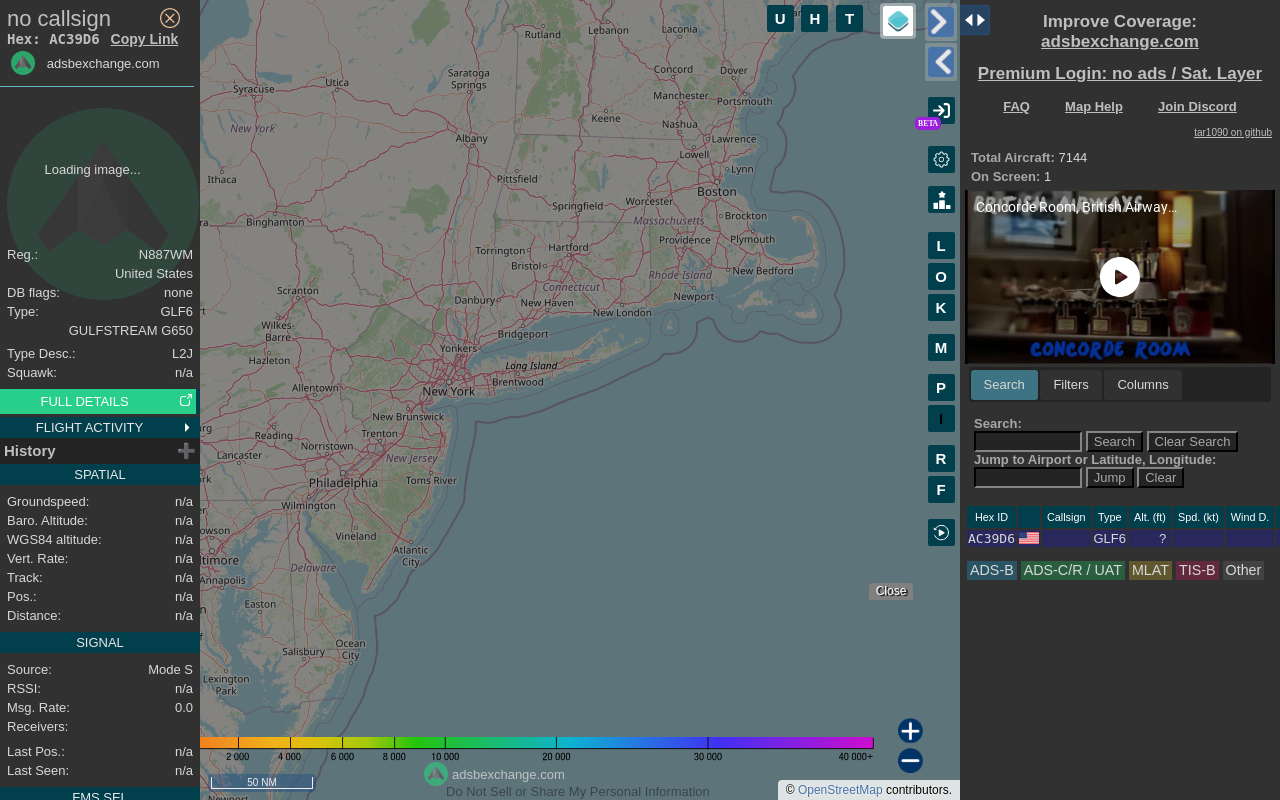 no callsign
Hex: AC39D6 Copy Link
adsbexchange.com
Loading image...
Reg.: N887WM
United States
DB flags: none
Type: GLF6
GULFSTREAM G650
Type Desc.: L2J
Squawk: n/a
FULL DETAILS
FLIGHT ACTIVITY
History
SPATIAL
Groundspeed: n/a
Baro. Altitude: n/a
WGS84 altitude: n/a
Vert. Rate: n/a
Track: n/a
Pos.: n/a
Distance: n/a
SIGNAL
Source: Mode S
RSSI: n/a
Msg. Rate: 0.0
Receivers:
Last Pos.: n/a
Last Seen: n/a
FMS SEL
Rutland
Lebanon
Laconia
Concord
Dover
Saratoga
Springs
Utica
Syracuse
Manchester
Portsmouth
Keene
Nashua
New York
Albany
Lawrence
Lowell
Lynn
Ithaca
Pittsfield
Boston
Springfield
Worcester
Massachusetts
Brockton
Binghamton
Hartford
Providence
Plymouth
Torrington
Bristol
Rhode Island
New Bedford
Connecticut
Scranton
Danbury
New Haven
Newport
New London
Wilkes-
Barre
Bridgeport
Yonkers
Hazleton
Long Island
Brentwood
Allentown
New York
New Brunswick
Reading
Trenton
Norristown
Lancaster
New Jersey
Toms River
Philadelphia
Wilmington
Vineland
Atlantic
City
Delaware
Annapolis
Easton
Ocean
City
Salisbury
Lexington
Park
U H T
BETA
L
O
K
M
P
I
R
F
Close
2 000 4 000 6 000 8 000 10 000 20 000 30 000 40 000+
50 NM
adsbexchange.com
Do Not Sell or Share My Personal Information
© OpenStreetMap contributors.
Improve Coverage:
adsbexchange.com
Premium Login: no ads / Sat. Layer
FAQ Map Help Join Discord
tar1090 on github
Total Aircraft: 7144
On Screen: 1
Concorde Room, British Airway...
CONCORDE ROOM
Search Filters Columns
Search:
Search Clear Search
Jump to Airport or Latitude, Longitude:
Jump Clear
Hex ID Callsign Type Alt. (ft) Spd. (kt) Wind D.
AC39D6 GLF6 ?
ADS-B ADS-C/R / UAT MLAT TIS-B Other